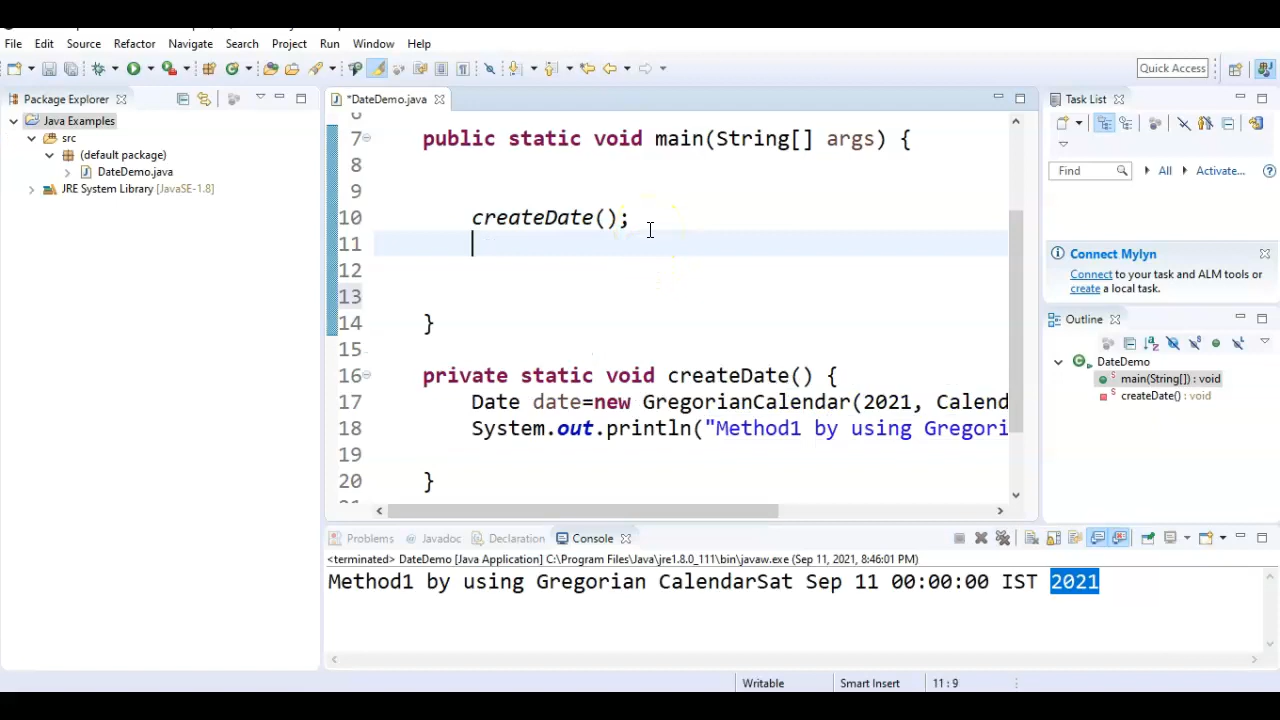 File Edit Source Refactor Navigate Search Project Run Window Help
Quick Access
Package Explorer
*DateDemo.java
Task List
Java Examples
src
(default package)
DateDemo.java
JRE System Library [JavaSE-1.8]
7 public static void main(String[] args) {
8
9
10 createDate();
11
12
13
14 }
15
16 private static void createDate() {
17 Date date=new GregorianCalendar(2021, Calend
18 System.out.println("Method1 by using Gregori
19
20 }
Find All Activate...
Connect Mylyn
Connect to your task and ALM tools or
create a local task.
Outline
DateDemo
main(String[]) : void
createDate() : void
Problems @ Javadoc Declaration Console
<terminated> DateDemo [Java Application] C:\Program Files\Java\jre1.8.0_111\bin\javaw.exe (Sep 11, 2021, 8:46:01 PM)
Method1 by using Gregorian CalendarSat Sep 11 00:00:00 IST 2021
Writable Smart Insert 11 : 9